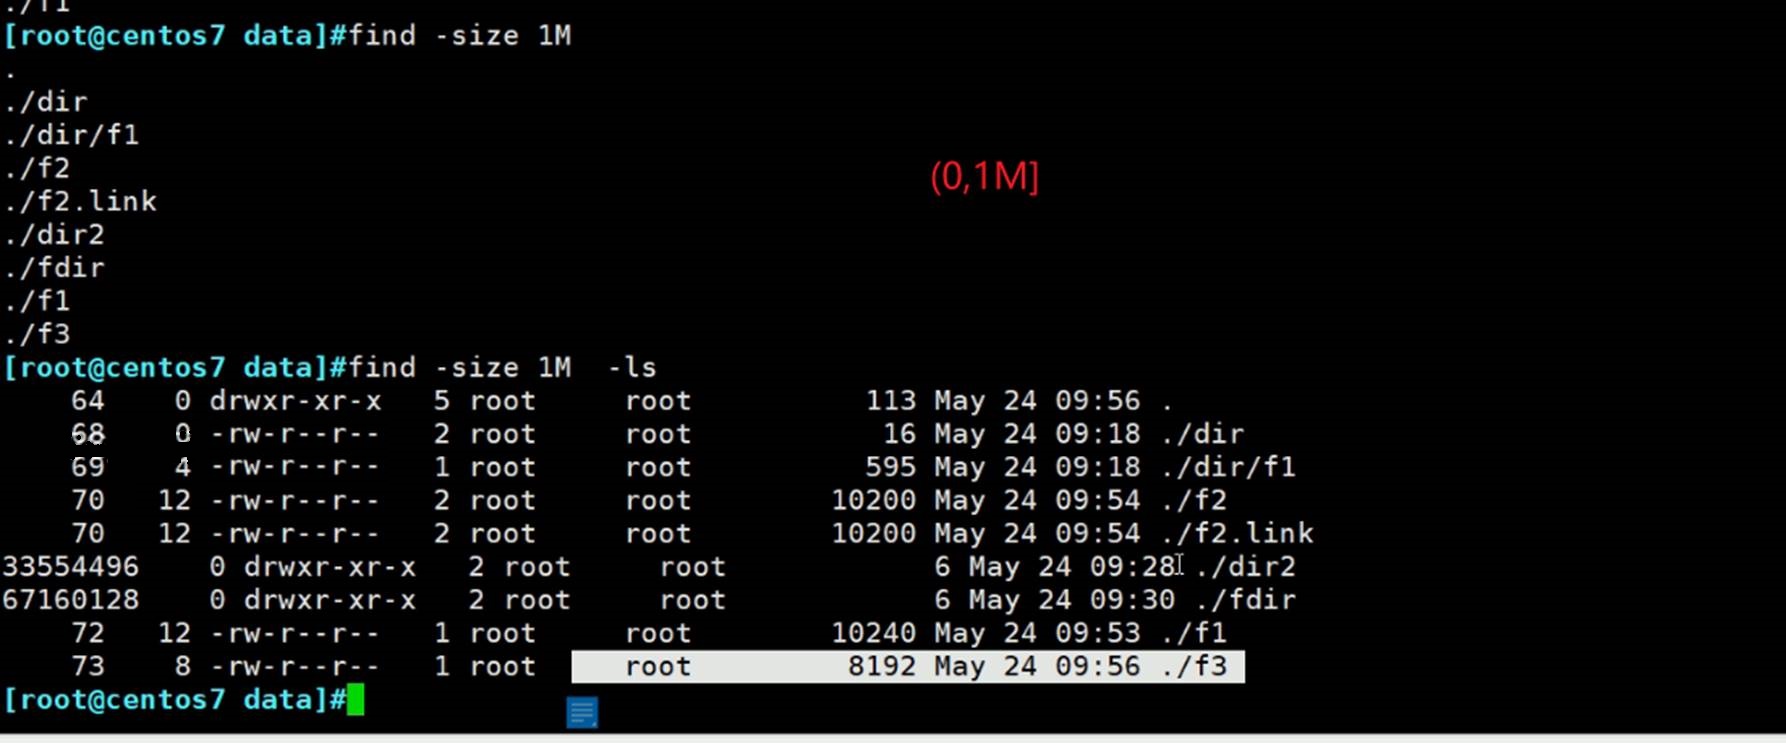 ./f1
[root@centos7 data]#find -size 1M
.
./dir
./dir/f1
./f2
(0,1M]
./f2.link
./dir2
./fdir
./f1
./f3
[root@centos7 data]#find -size 1M  -ls
64    0 drwxr-xr-x   5 root     root          113 May 24 09:56 .
68    0 -rw-r--r--   2 root     root           16 May 24 09:18 ./dir
69    4 -rw-r--r--   1 root     root          595 May 24 09:18 ./dir/f1
70   12 -rw-r--r--   2 root     root        10200 May 24 09:54 ./f2
70   12 -rw-r--r--   2 root     root        10200 May 24 09:54 ./f2.link
33554496    0 drwxr-xr-x   2 root     root            6 May 24 09:28 ./dir2
67160128    0 drwxr-xr-x   2 root     root            6 May 24 09:30 ./fdir
72   12 -rw-r--r--   1 root     root        10240 May 24 09:53 ./f1
73    8 -rw-r--r--   1 root     root         8192 May 24 09:56 ./f3
[root@centos7 data]#